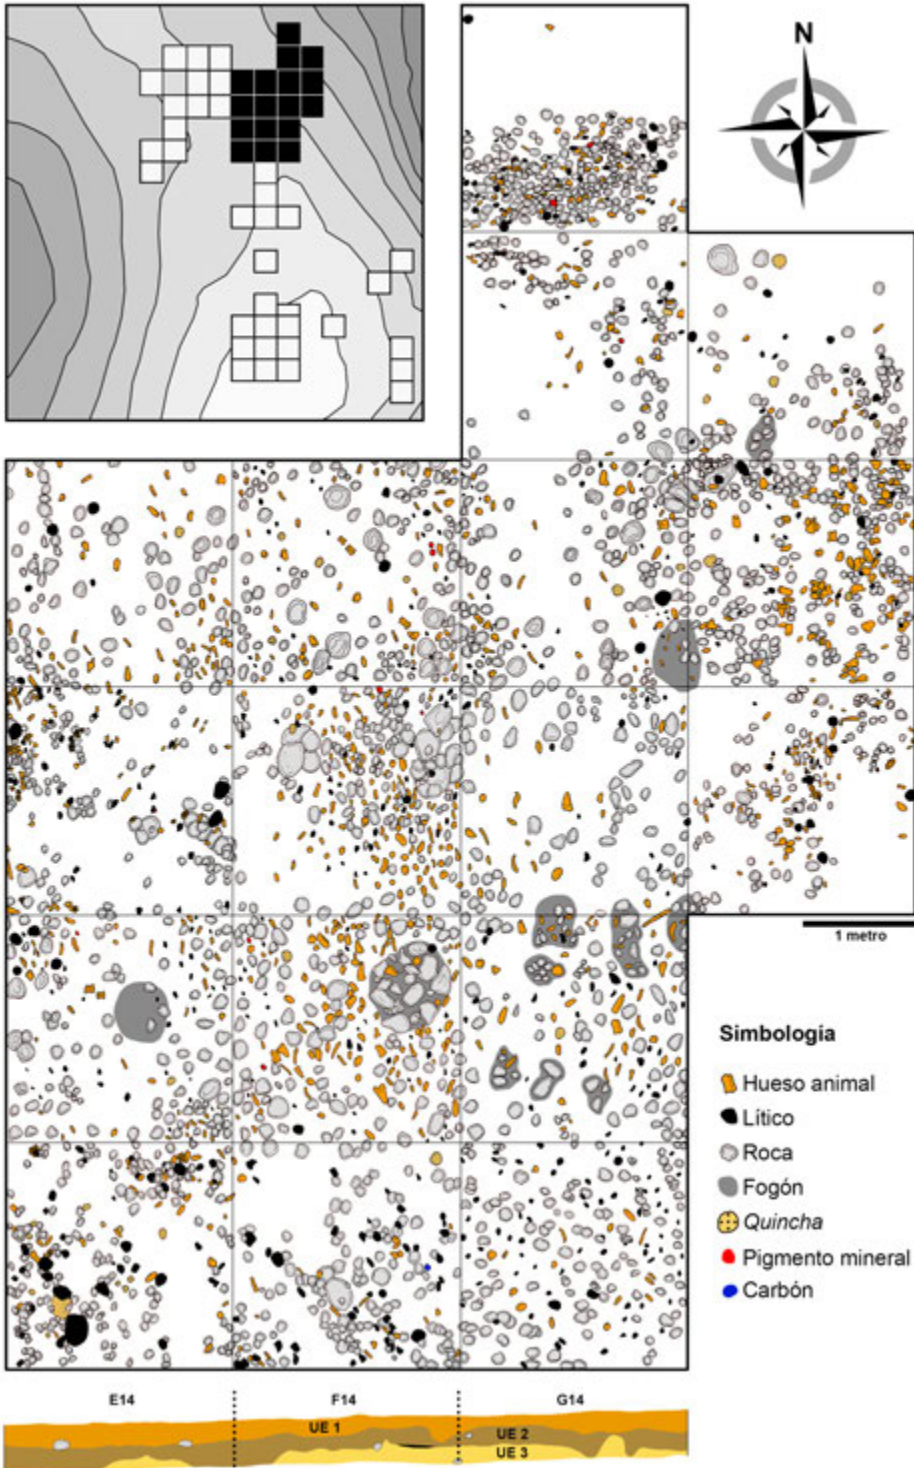 N
1 metro
Simbología
Hueso animal
Lítico
Roca
Fogón
Quincha
Pigmento mineral
Carbón
E14 F14 G14
UE 1
UE 2
UE 3